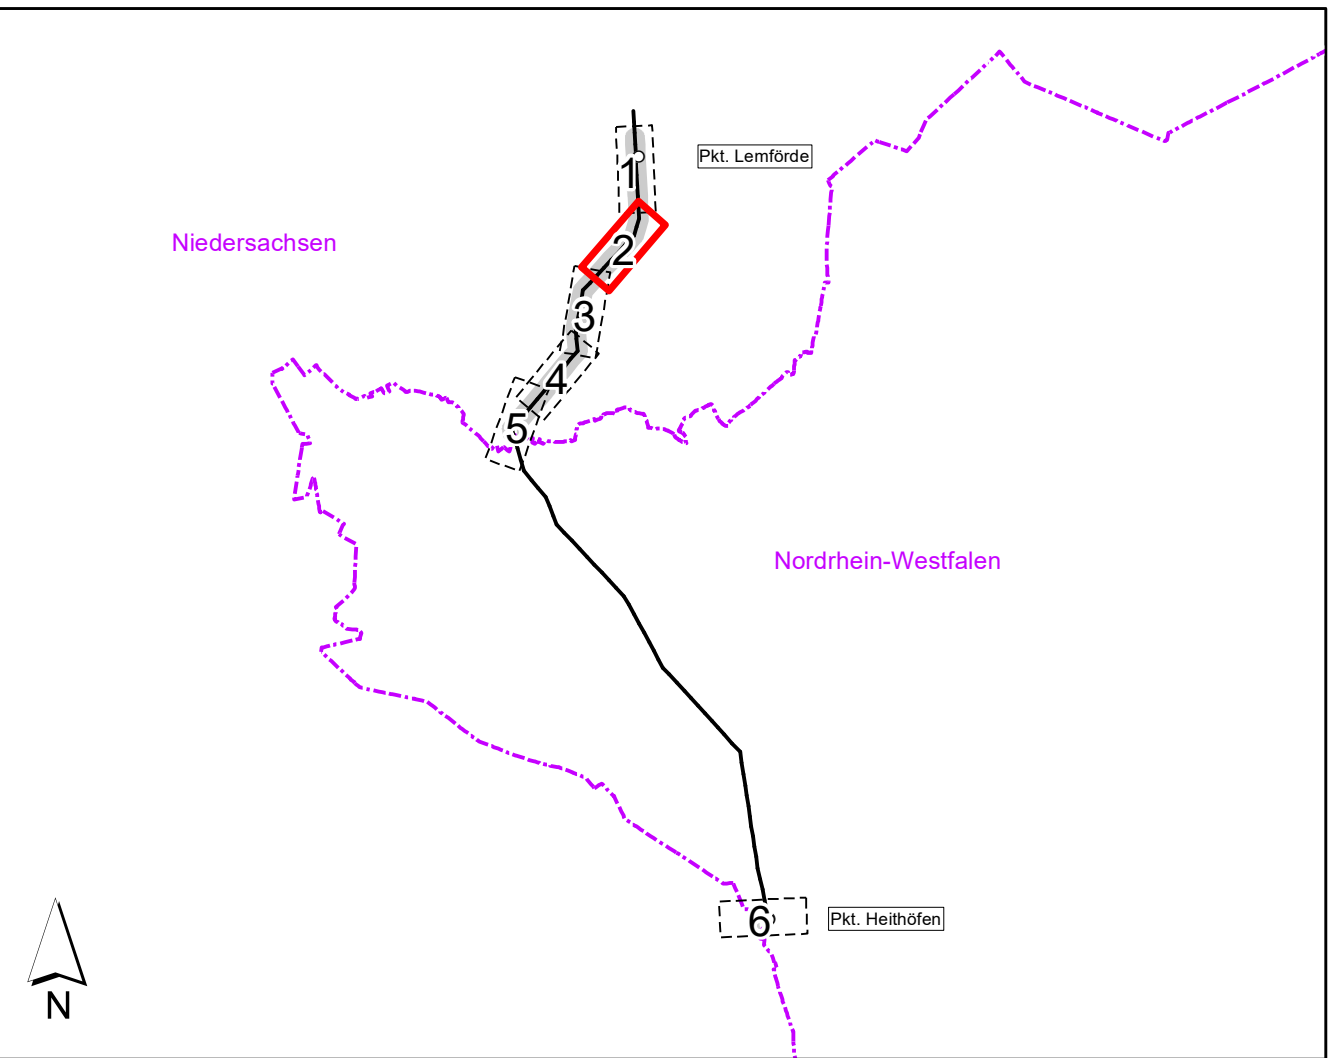 Pkt. Lemförde
1
Niedersachsen
2
3
4
5
Nordrhein-Westfalen
6
Pkt. Heithöfen
N